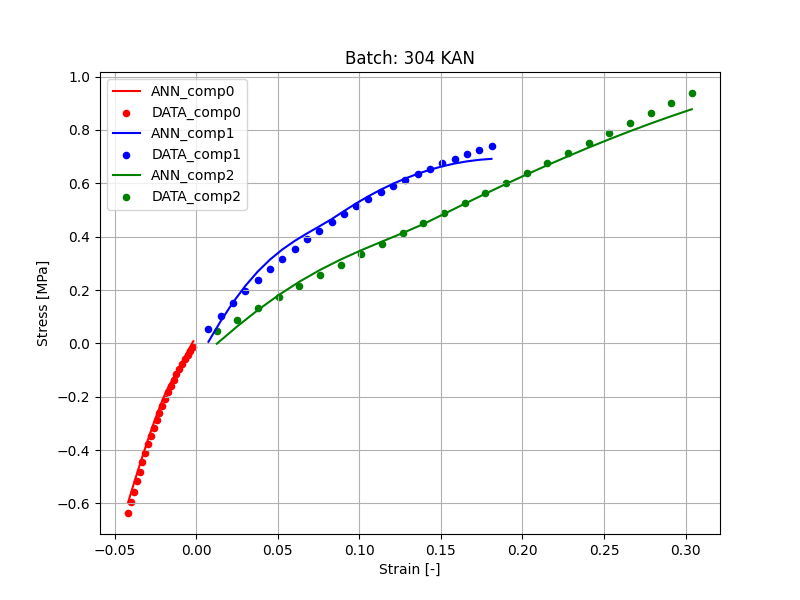 Batch: 304 KAN
ANN_comp0
DATA_comp0
ANN_comp1
DATA_comp1
ANN_comp2
DATA_comp2
1.0
0.8
0.6
0.4
0.2
0.0
−0.2
−0.4
−0.6
Stress [MPa]
−0.05 0.00 0.05 0.10 0.15 0.20 0.25 0.30
Strain [-]